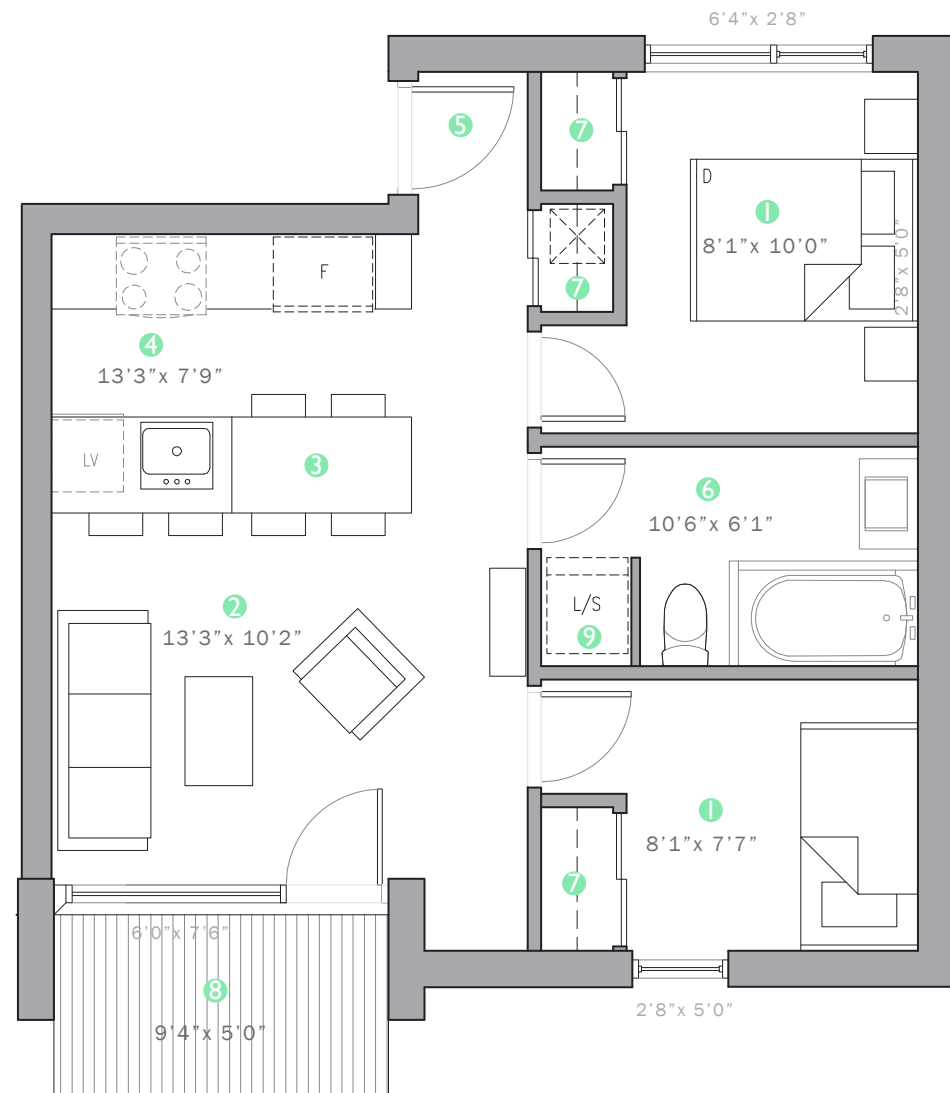 6'4"x 2'8"
5
7
D
1
8'1"x 10'0"
2'8"x 5'0"
F
7
4
13'3"x 7'9"
LV
3
6
10'6"x 6'1"
L/S
9
2
13'3"x 10'2"
1
8'1"x 7'7"
7
6'0"x 7'6"
8
9'4"x 5'0"
2'8"x 5'0"